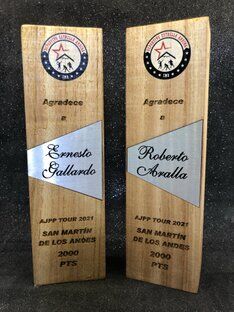 Agradece
a
Ernesto
Gallardo
AJPP TOUR 2021
SAN MARTÍN
DE LOS ANDES
2000
PTS
Agradece
a
Roberto
Aralla
AJPP TOUR 2021
SAN MARTÍN
DE LOS ANDES
2000
PTS